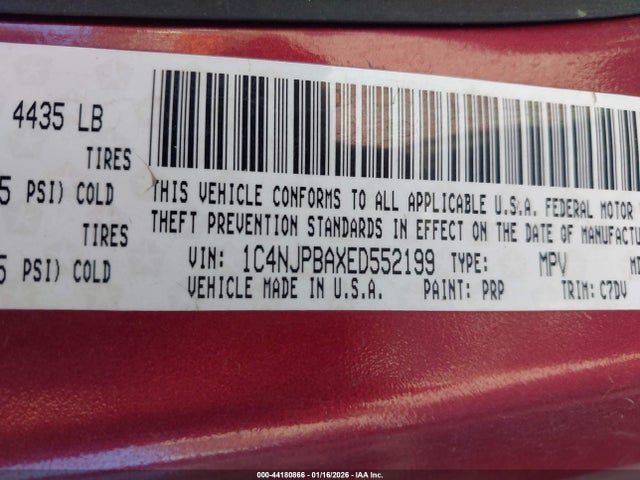 4435 LB
TIRES
5 PSI) COLD
THIS VEHICLE CONFORMS TO ALL APPLICABLE U.S.A. FEDERAL MOTOR
THEFT PREVENTION STANDARDS IN EFFECT ON THE DATE OF MANUFACTU
TIRES
VIN: 1C4NJPBAXED552199 TYPE: MPV
5 PSI) COLD
VEHICLE MADE IN U.S.A. PAINT: PRP TRIM: C7DV
000-44180866 - 01/16/2026 - IAA Inc.